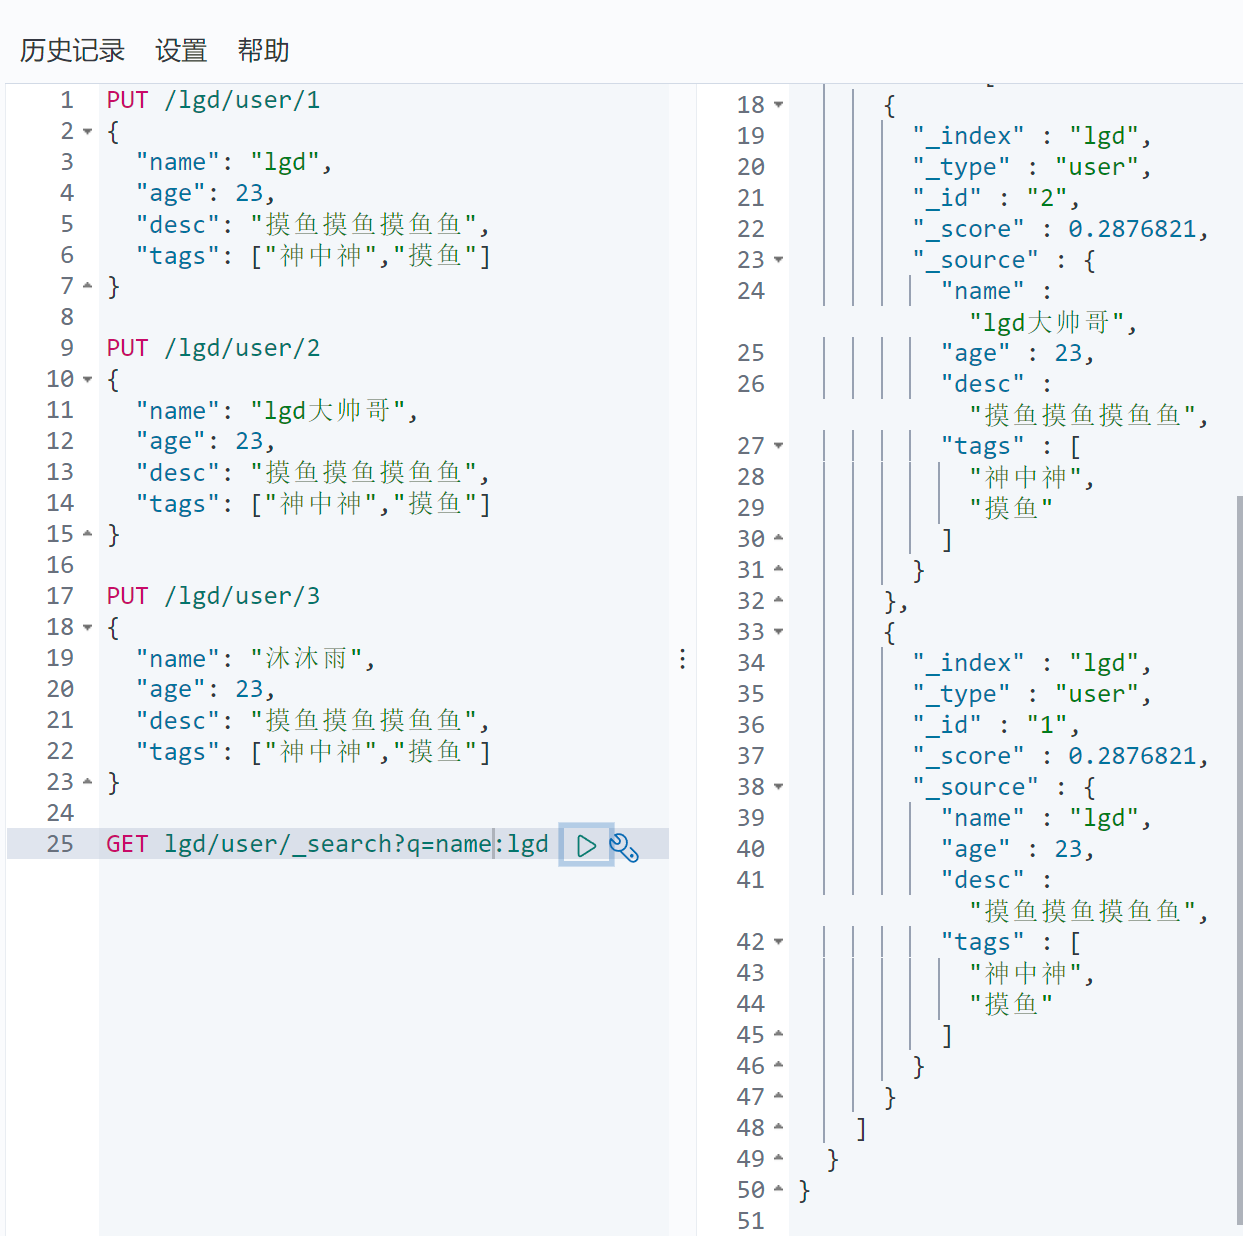 历史记录 设置 帮助
1 PUT /lgd/user/1
2 {
3 "name": "lgd",
4 "age": 23,
5 "desc": "摸鱼摸鱼摸鱼鱼",
6 "tags": ["神中神","摸鱼"]
7 }
8
9 PUT /lgd/user/2
10 {
11 "name": "lgd大帅哥",
12 "age": 23,
13 "desc": "摸鱼摸鱼摸鱼鱼",
14 "tags": ["神中神","摸鱼"]
15 }
16
17 PUT /lgd/user/3
18 {
19 "name": "沐沐雨",
20 "age": 23,
21 "desc": "摸鱼摸鱼摸鱼鱼",
22 "tags": ["神中神","摸鱼"]
23 }
24
25 GET lgd/user/_search?q=name:lgd
18 {
19 "_index" : "lgd",
20 "_type" : "user",
21 "_id" : "2",
22 "_score" : 0.2876821,
23 "_source" : {
24 "name" :
"lgd大帅哥",
25 "age" : 23,
26 "desc" :
"摸鱼摸鱼摸鱼鱼",
27 "tags" : [
28 "神中神",
29 "摸鱼"
30 ]
31 }
32 },
33 {
34 "_index" : "lgd",
35 "_type" : "user",
36 "_id" : "1",
37 "_score" : 0.2876821,
38 "_source" : {
39 "name" : "lgd",
40 "age" : 23,
41 "desc" :
"摸鱼摸鱼摸鱼鱼",
42 "tags" : [
43 "神中神",
44 "摸鱼"
45 ]
46 }
47 }
48 ]
49 }
50 }
51